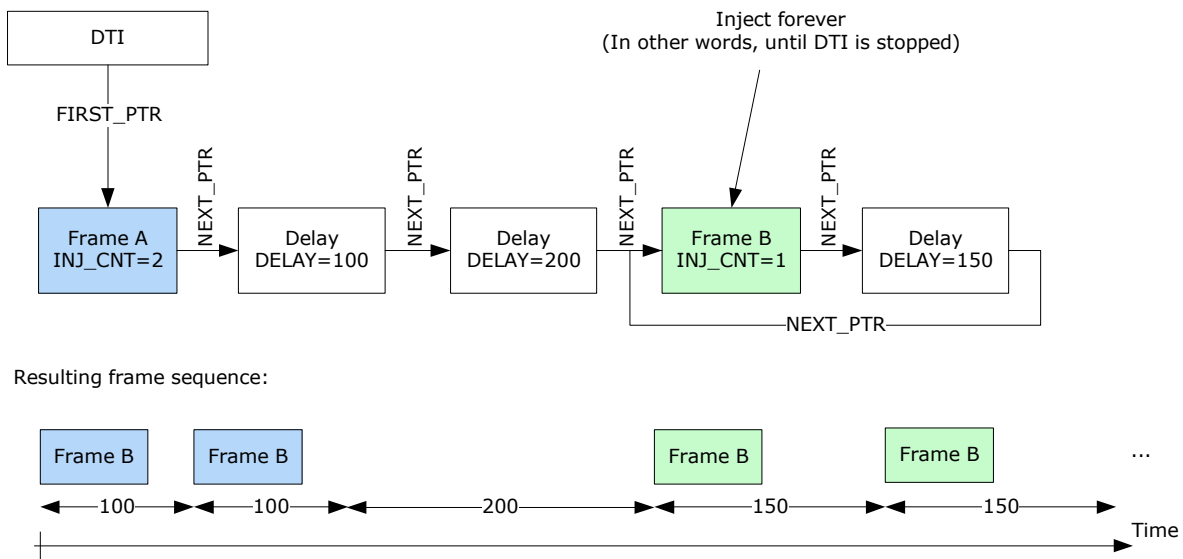 DTI
Inject forever
(In other words, until DTI is stopped)
FIRST_PTR
NEXT_PTR
NEXT_PTR
NEXT_PTR
NEXT_PTR
Frame A
INJ_CNT=2
Delay
DELAY=100
Delay
DELAY=200
Frame B
INJ_CNT=1
Delay
DELAY=150
NEXT_PTR
Resulting frame sequence:
Frame B
Frame B
Frame B
Frame B
...
100
100
200
150
150
Time